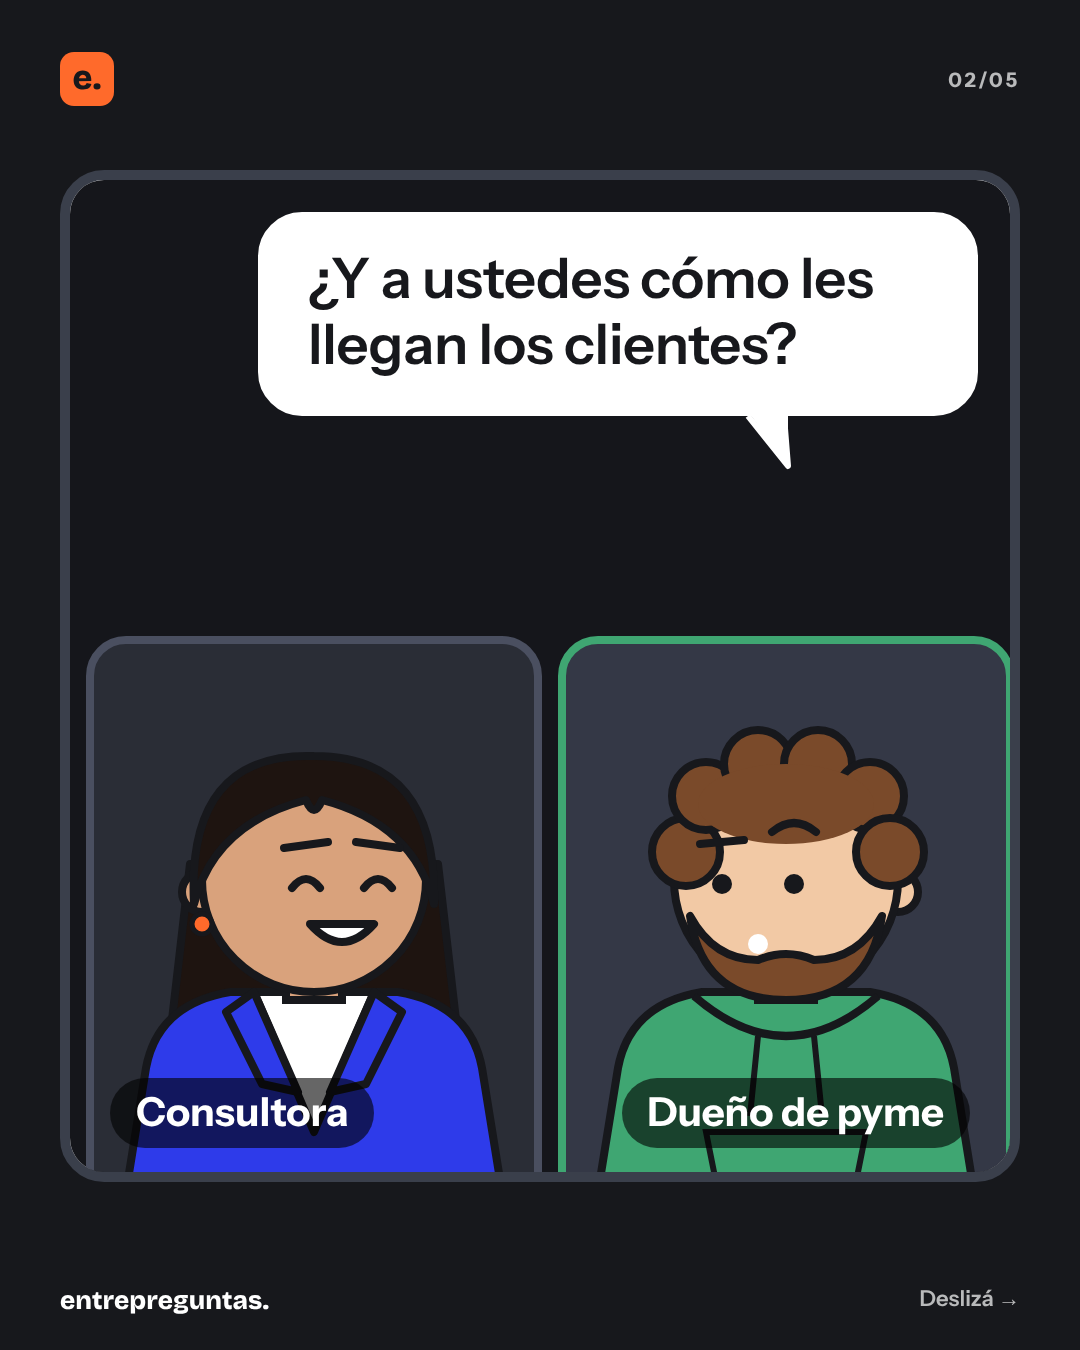 e.
02/05
¿Y a ustedes cómo les
llegan los clientes?
Consultora
Dueño de pyme
entrepreguntas.
Deslizá →